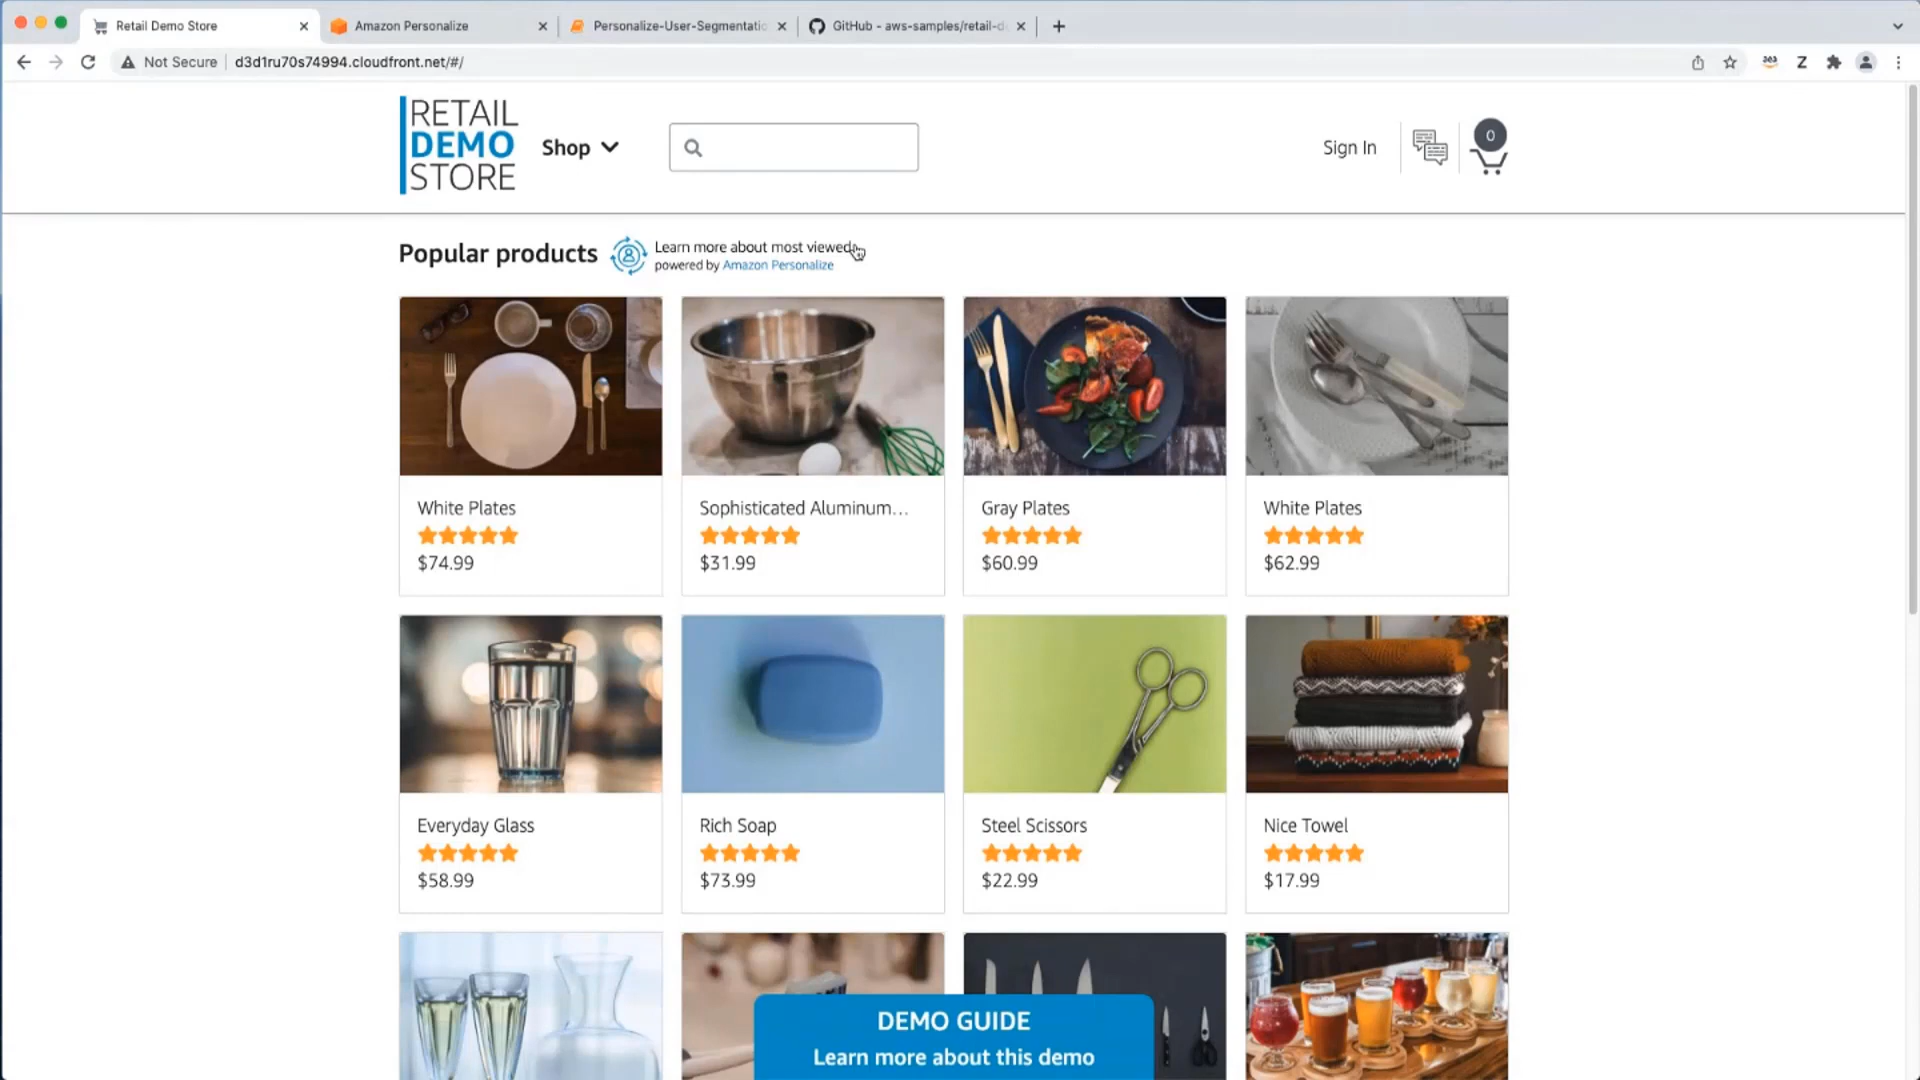 Retail Demo Store
Amazon Personalize
Personalize-User-Segmentatio
GitHub - aws-samples/retail-d
Not Secure
d3d1ru70s74994.cloudfront.net/#/
Z
RETAIL
DEMO
STORE
Shop
Sign In
0
Popular products
Learn more about most viewed
powered by Amazon Personalize
White Plates
$74.99
Sophisticated Aluminum...
$31.99
Gray Plates
$60.99
White Plates
$62.99
Everyday Glass
$58.99
Rich Soap
$73.99
Steel Scissors
$22.99
Nice Towel
$17.99
DEMO GUIDE
Learn more about this demo